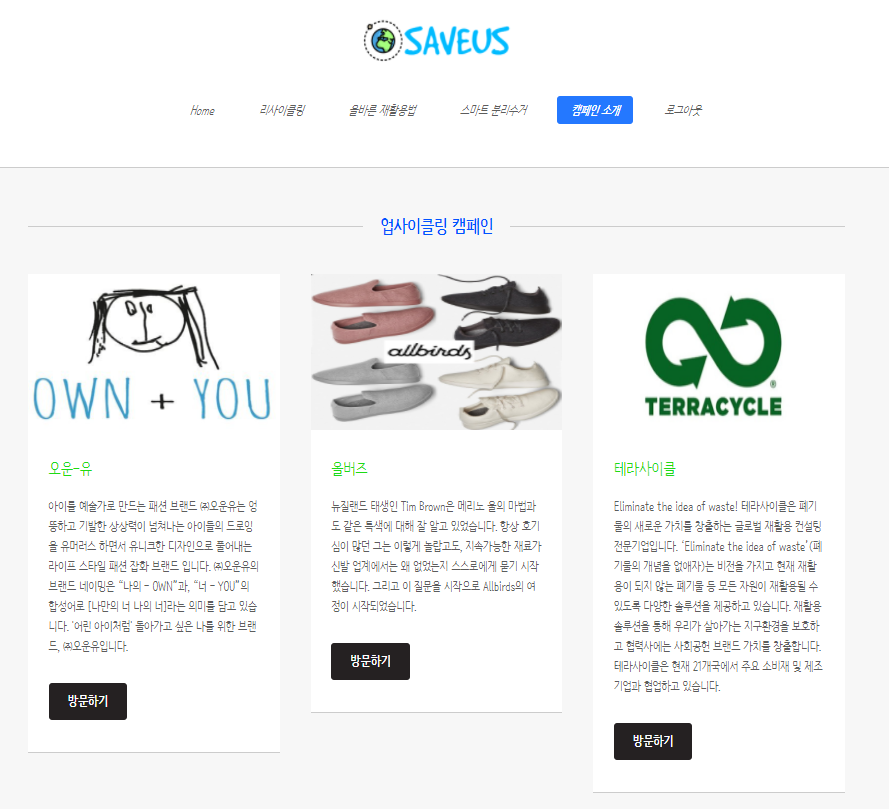 SAVEUS
Home
리사이클링
올바른 재활용법
스마트 분리수거
캠페인 소개
로그아웃
업사이클링 캠페인
OWN + YOU
오운-유
아이를 예술가로 만드는 패션 브랜드 ㈜오운유는 엉
뚱하고 기발한 상상력이 넘쳐나는 아이들의 드로잉
을 유머러스 하면서 유니크한 디자인으로 풀어내는
라이프 스타일 패션 잡화 브랜드 입니다. ㈜오운유의
브랜드 네이밍은 “나의 - OWN”과, “너 - YOU”의
합성어로 [나만의 너 나의 너]라는 의미를 담고 있습
니다. '어린 아이처럼' 돌아가고 싶은 나를 위한 브랜
드, ㈜오운유입니다.
방문하기
allbirds
올버즈
뉴질랜드 태생인 Tim Brown은 메리노 울의 마법과
도 같은 특색에 대해 잘 알고 있었습니다. 항상 호기
심이 많던 그는 이렇게 놀랍고도, 지속가능한 재료가
신발 업계에서는 왜 없었는지 스스로에게 묻기 시작
했습니다. 그리고 이 질문을 시작으로 Allbirds의 여
정이 시작되었습니다.
방문하기
TERRACYCLE
®
테라사이클
Eliminate the idea of waste! 테라사이클은 폐기
물의 새로운 가치를 창출하는 글로벌 재활용 컨설팅
전문기업입니다. ‘Eliminate the idea of waste’(폐
기물의 개념을 없애자)는 비전을 가지고 현재 재활
용이 되지 않는 폐기물 등 모든 자원이 재활용될 수
있도록 다양한 솔루션을 제공하고 있습니다. 재활용
솔루션을 통해 우리가 살아가는 지구환경을 보호하
고 협력사에는 사회공헌 브랜드 가치를 창출합니다.
테라사이클은 현재 21개국에서 주요 소비재 및 제조
기업과 협업하고 있습니다.
방문하기